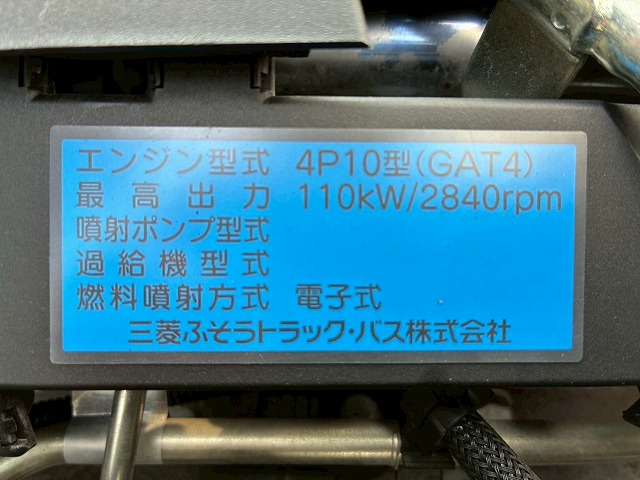 エンジン型式 4P10型(GAT4)
最高出力 110kW/2840rpm
噴射ポンプ型式
過給機型式
燃料噴射方式 電子式
三菱ふそうトラック・バス株式会社